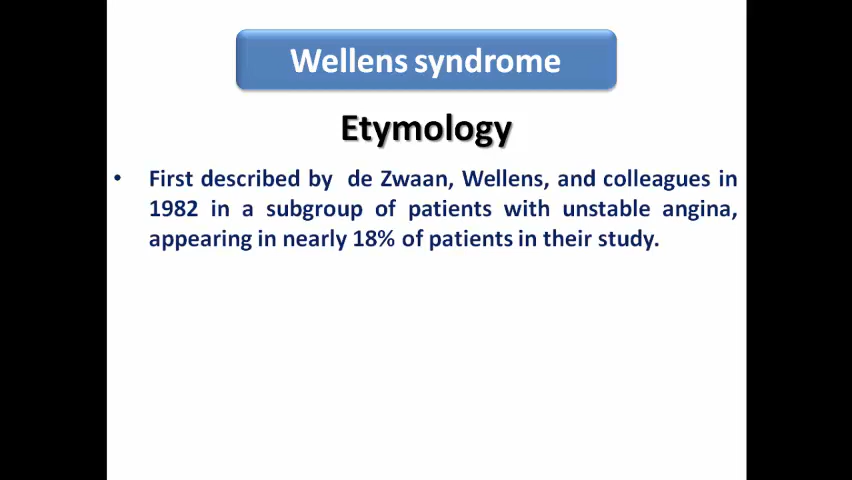 Wellens syndrome
Etymology
• First described by de Zwaan, Wellens, and colleagues in
1982 in a subgroup of patients with unstable angina,
appearing in nearly 18% of patients in their study.